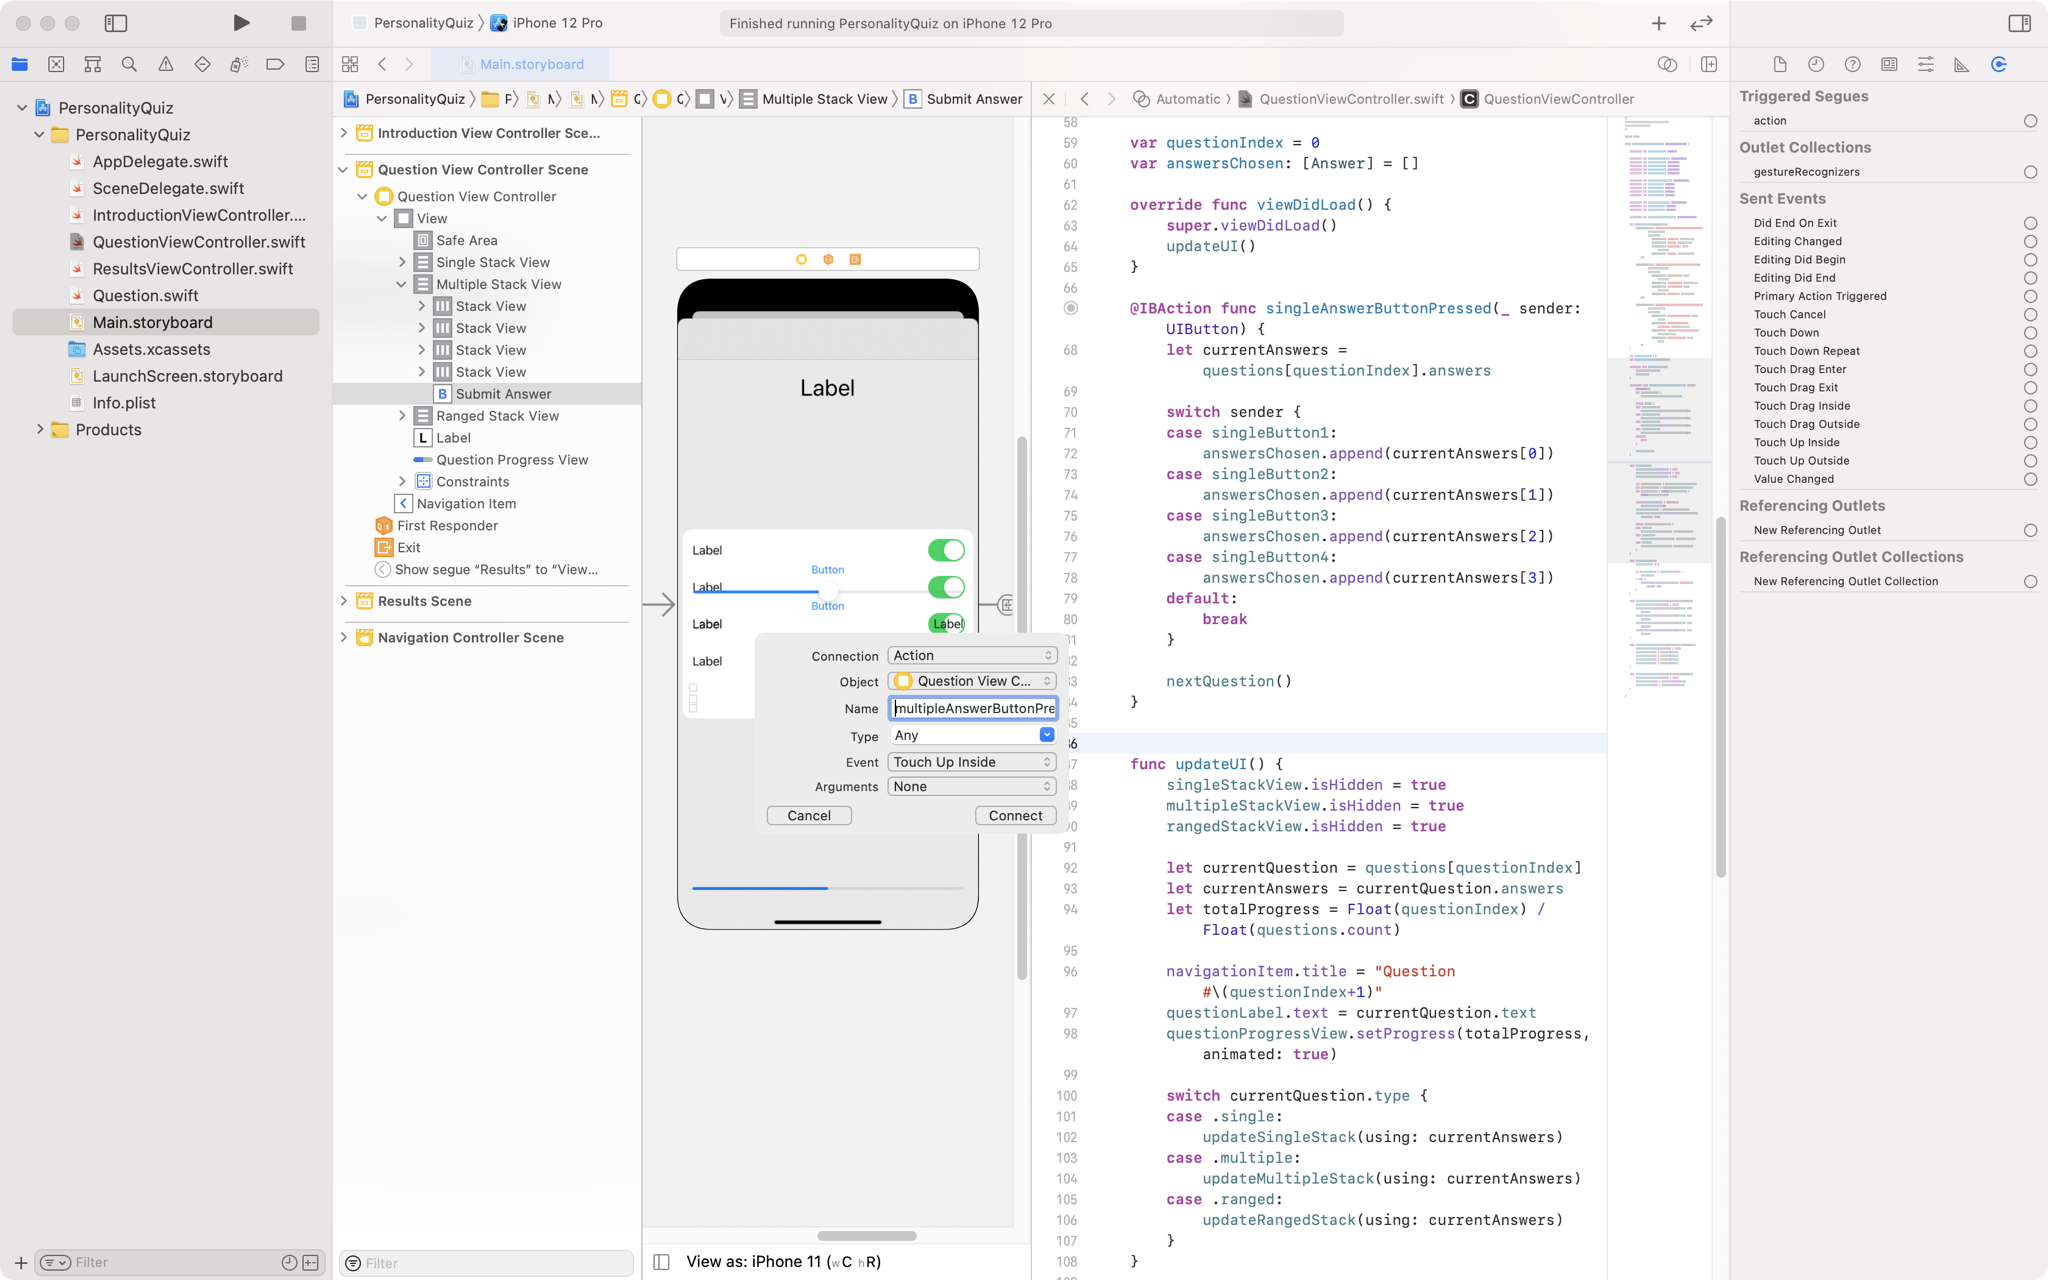 PersonalityQuiz
iPhone 12 Pro
Finished running PersonalityQuiz on iPhone 12 Pro
Main.storyboard
PersonalityQuiz
PersonalityQuiz
AppDelegate.swift
SceneDelegate.swift
IntroductionViewController....
QuestionViewController.swift
ResultsViewController.swift
Question.swift
Main.storyboard
Assets.xcassets
LaunchScreen.storyboard
Info.plist
Products
Filter
PersonalityQuiz
Multiple Stack View
B
Submit Answer
Introduction View Controller Sce...
Question View Controller Scene
Question View Controller
View
Safe Area
Single Stack View
Multiple Stack View
Stack View
Stack View
Stack View
Stack View
B Submit Answer
Ranged Stack View
L Label
Question Progress View
Constraints
Navigation Item
First Responder
Exit
Show segue “Results” to “View...
Results Scene
Navigation Controller Scene
Filter
Label
Label
Button
Label
Button
Label
Label
Label
Connection Action
Object Question View C...
Name multipleAnswerButtonPre
Type Any
Event Touch Up Inside
Arguments None
Cancel Connect
View as: iPhone 11 (wC hR)
Automatic
QuestionViewController.swift
C QuestionViewController
58
59 var questionIndex = 0
60 var answersChosen: [Answer] = []
61
62 override func viewDidLoad() {
63 super.viewDidLoad()
64 updateUI()
65 }
66
@IBAction func singleAnswerButtonPressed(_ sender:
UIButton) {
68 let currentAnswers =
questions[questionIndex].answers
69
70 switch sender {
71 case singleButton1:
72 answersChosen.append(currentAnswers[0])
73 case singleButton2:
74 answersChosen.append(currentAnswers[1])
75 case singleButton3:
76 answersChosen.append(currentAnswers[2])
77 case singleButton4:
78 answersChosen.append(currentAnswers[3])
79 default:
80 break
}
nextQuestion()
}
func updateUI() {
singleStackView.isHidden = true
multipleStackView.isHidden = true
rangedStackView.isHidden = true
91
92 let currentQuestion = questions[questionIndex]
93 let currentAnswers = currentQuestion.answers
94 let totalProgress = Float(questionIndex) /
Float(questions.count)
95
96 navigationItem.title = "Question
#\(questionIndex+1)"
97 questionLabel.text = currentQuestion.text
98 questionProgressView.setProgress(totalProgress,
animated: true)
99
100 switch currentQuestion.type {
101 case .single:
102 updateSingleStack(using: currentAnswers)
103 case .multiple:
104 updateMultipleStack(using: currentAnswers)
105 case .ranged:
106 updateRangedStack(using: currentAnswers)
107 }
108 }
Triggered Segues
action
Outlet Collections
gestureRecognizers
Sent Events
Did End On Exit
Editing Changed
Editing Did Begin
Editing Did End
Primary Action Triggered
Touch Cancel
Touch Down
Touch Down Repeat
Touch Drag Enter
Touch Drag Exit
Touch Drag Inside
Touch Drag Outside
Touch Up Inside
Touch Up Outside
Value Changed
Referencing Outlets
New Referencing Outlet
Referencing Outlet Collections
New Referencing Outlet Collection